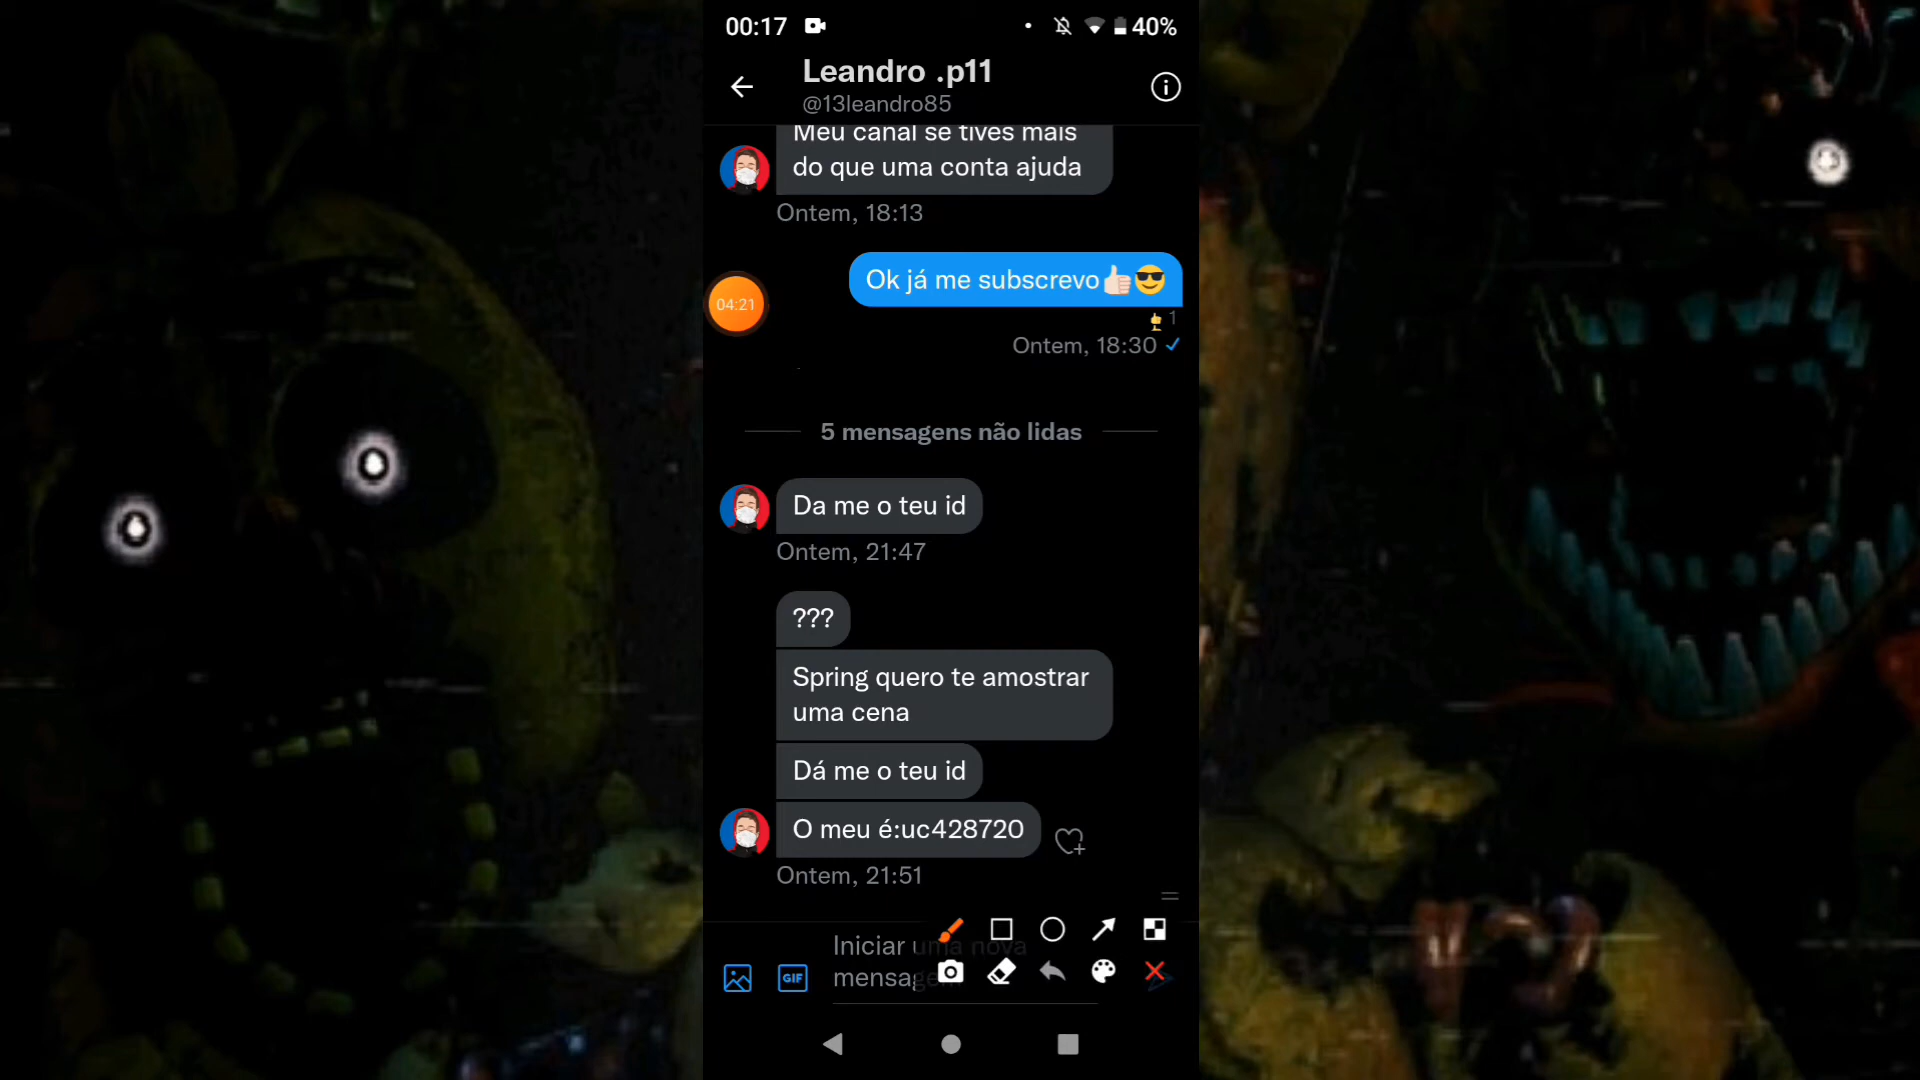 00:17 40%
Leandro .p11
@13leandro85
Meu canal se tives mais
do que uma conta ajuda
Ontem, 18:13
Ok já me subscrevo👍🏻😎
04:21
👍 1
Ontem, 18:30
5 mensagens não lidas
Da me o teu id
Ontem, 21:47
???
Spring quero te amostrar
uma cena
Dá me o teu id
O meu é:uc428720
Ontem, 21:51
Iniciar uma nova
GIF mensagem